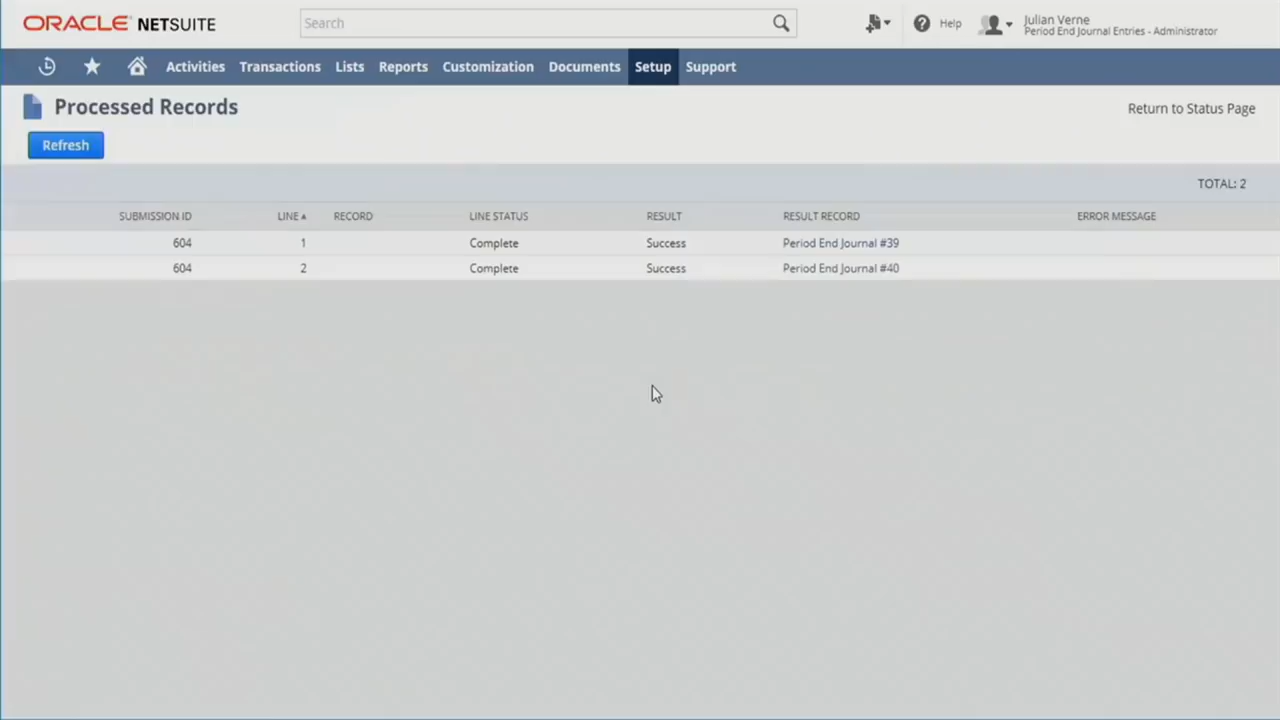 ORACLE NETSUITE
Search
Help
Julian Verne
Period End Journal Entries - Administrator
Activities Transactions Lists Reports Customization Documents Setup Support
Processed Records
Return to Status Page
Refresh
TOTAL: 2
SUBMISSION ID LINE ▲ RECORD LINE STATUS RESULT RESULT RECORD ERROR MESSAGE
604 1 Complete Success Period End Journal #39
604 2 Complete Success Period End Journal #40